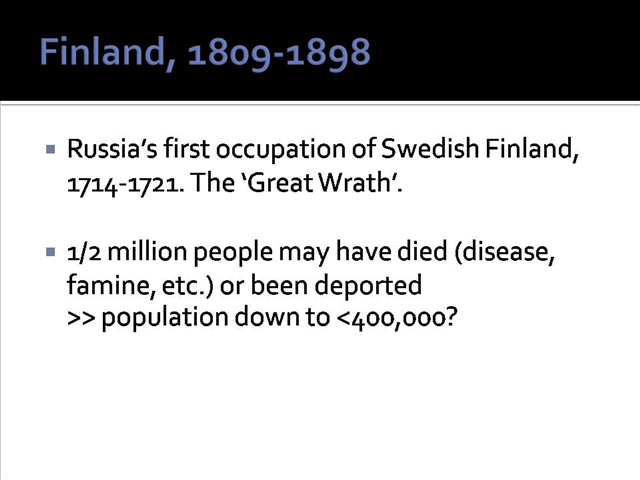 Finland, 1809-1898
Russia's first occupation of Swedish Finland,
1714-1721. The 'Great Wrath'.
1/2 million people may have died (disease,
famine, etc.) or been deported
>> population down to <400,000?